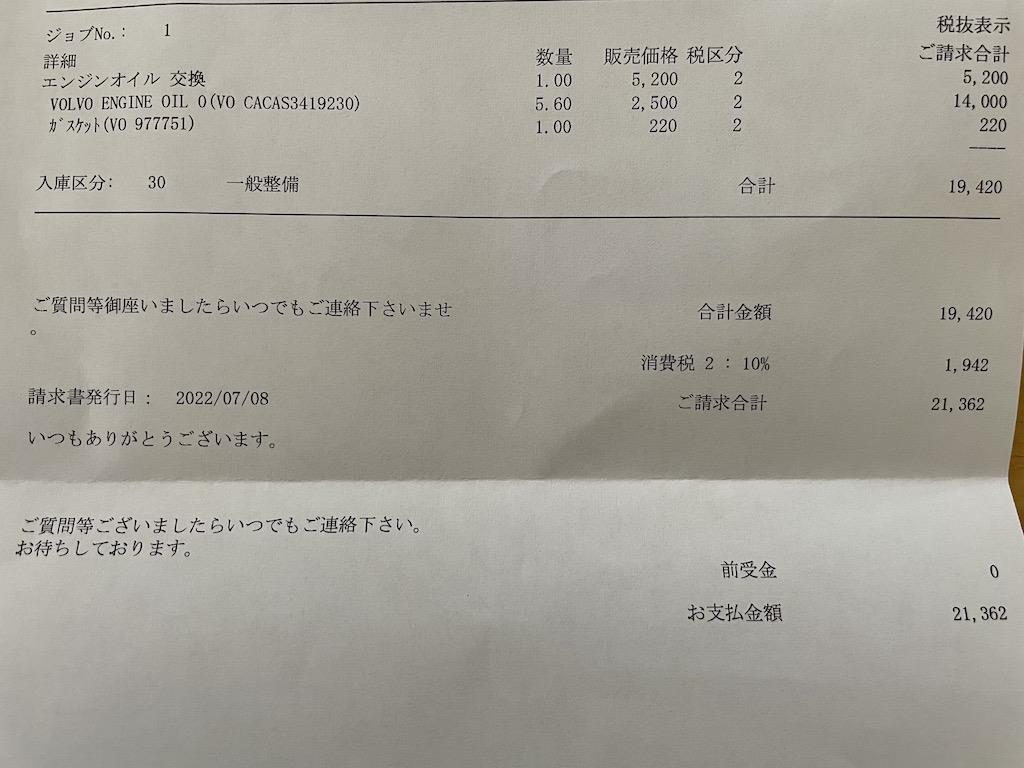 ジョブNo.: 1 税抜表示
詳細 数量 販売価格 税区分 ご請求合計
エンジンオイル 交換 1.00 5,200 2 5,200
VOLVO ENGINE OIL 0(VO CACAS3419230) 5.60 2,500 2 14,000
ｶﾞｽｹｯﾄ(VO 977751) 1.00 220 2 220
入庫区分: 30 一般整備 合計 19,420
ご質問等御座いましたらいつでもご連絡下さいませ 合計金額 19,420
。
消費税 2 : 10% 1,942
請求書発行日: 2022/07/08 ご請求合計 21,362
いつもありがとうございます。
ご質問等ございましたらいつでもご連絡下さい。
お待ちしております。
前受金 0
お支払金額 21,362